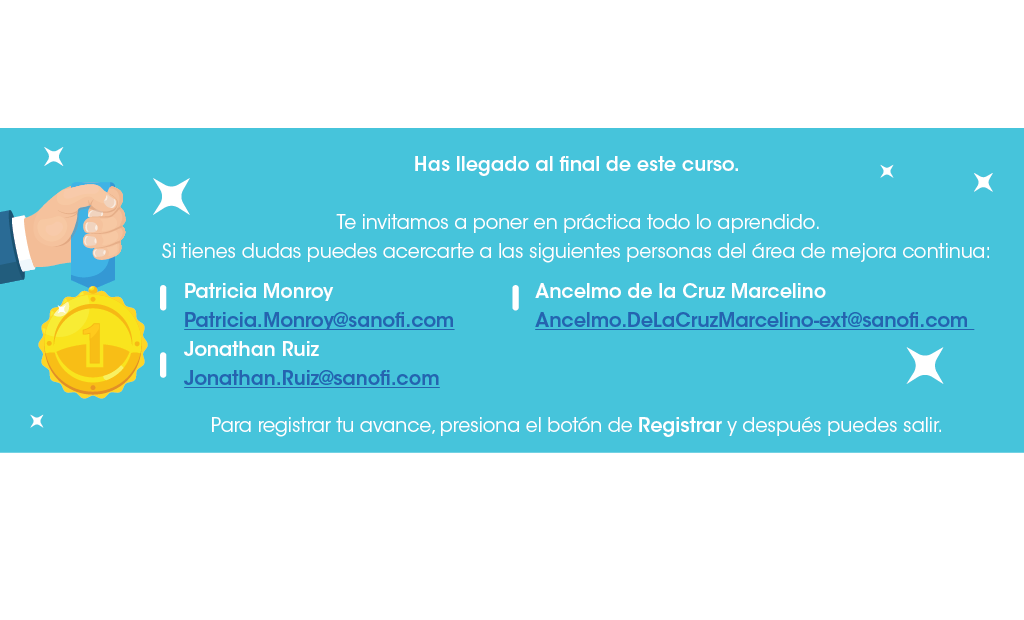 Has llegado al final de este curso.
Te invitamos a poner en práctica todo lo aprendido.
Si tienes dudas puedes acercarte a las siguientes personas del área de mejora continua:
Patricia Monroy
Patricia.Monroy@sanofi.com
Jonathan Ruiz
Jonathan.Ruiz@sanofi.com
Ancelmo de la Cruz Marcelino
Ancelmo.DeLaCruzMarcelino-ext@sanofi.com
1
Para registrar tu avance, presiona el botón de Registrar y después puedes salir.